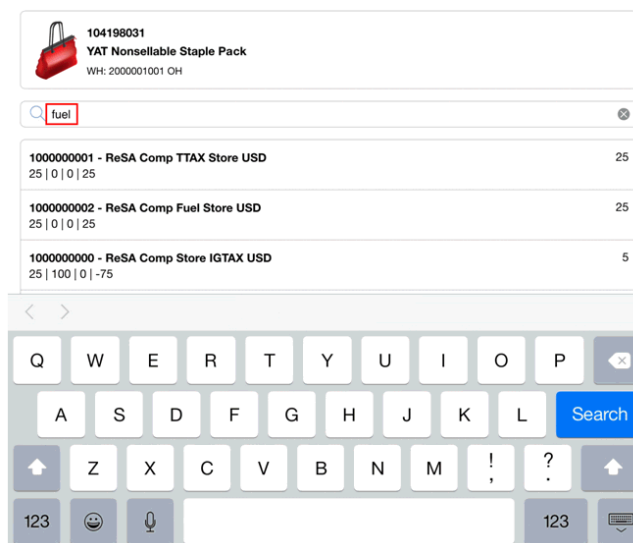 104198031
YAT Nonsellable Staple Pack
WH: 2000001001 OH
fuel
1000000001 - ReSA Comp TTAX Store USD 25
25 | 0 | 0 | 25
1000000002 - ReSA Comp Fuel Store USD 25
25 | 0 | 0 | 25
1000000000 - ReSA Comp Store IGTAX USD 5
25 | 100 | 0 | -75
Q W E R T Y U I O P
A S D F G H J K L Search
Z X C V B N M ! , ? .
123 123